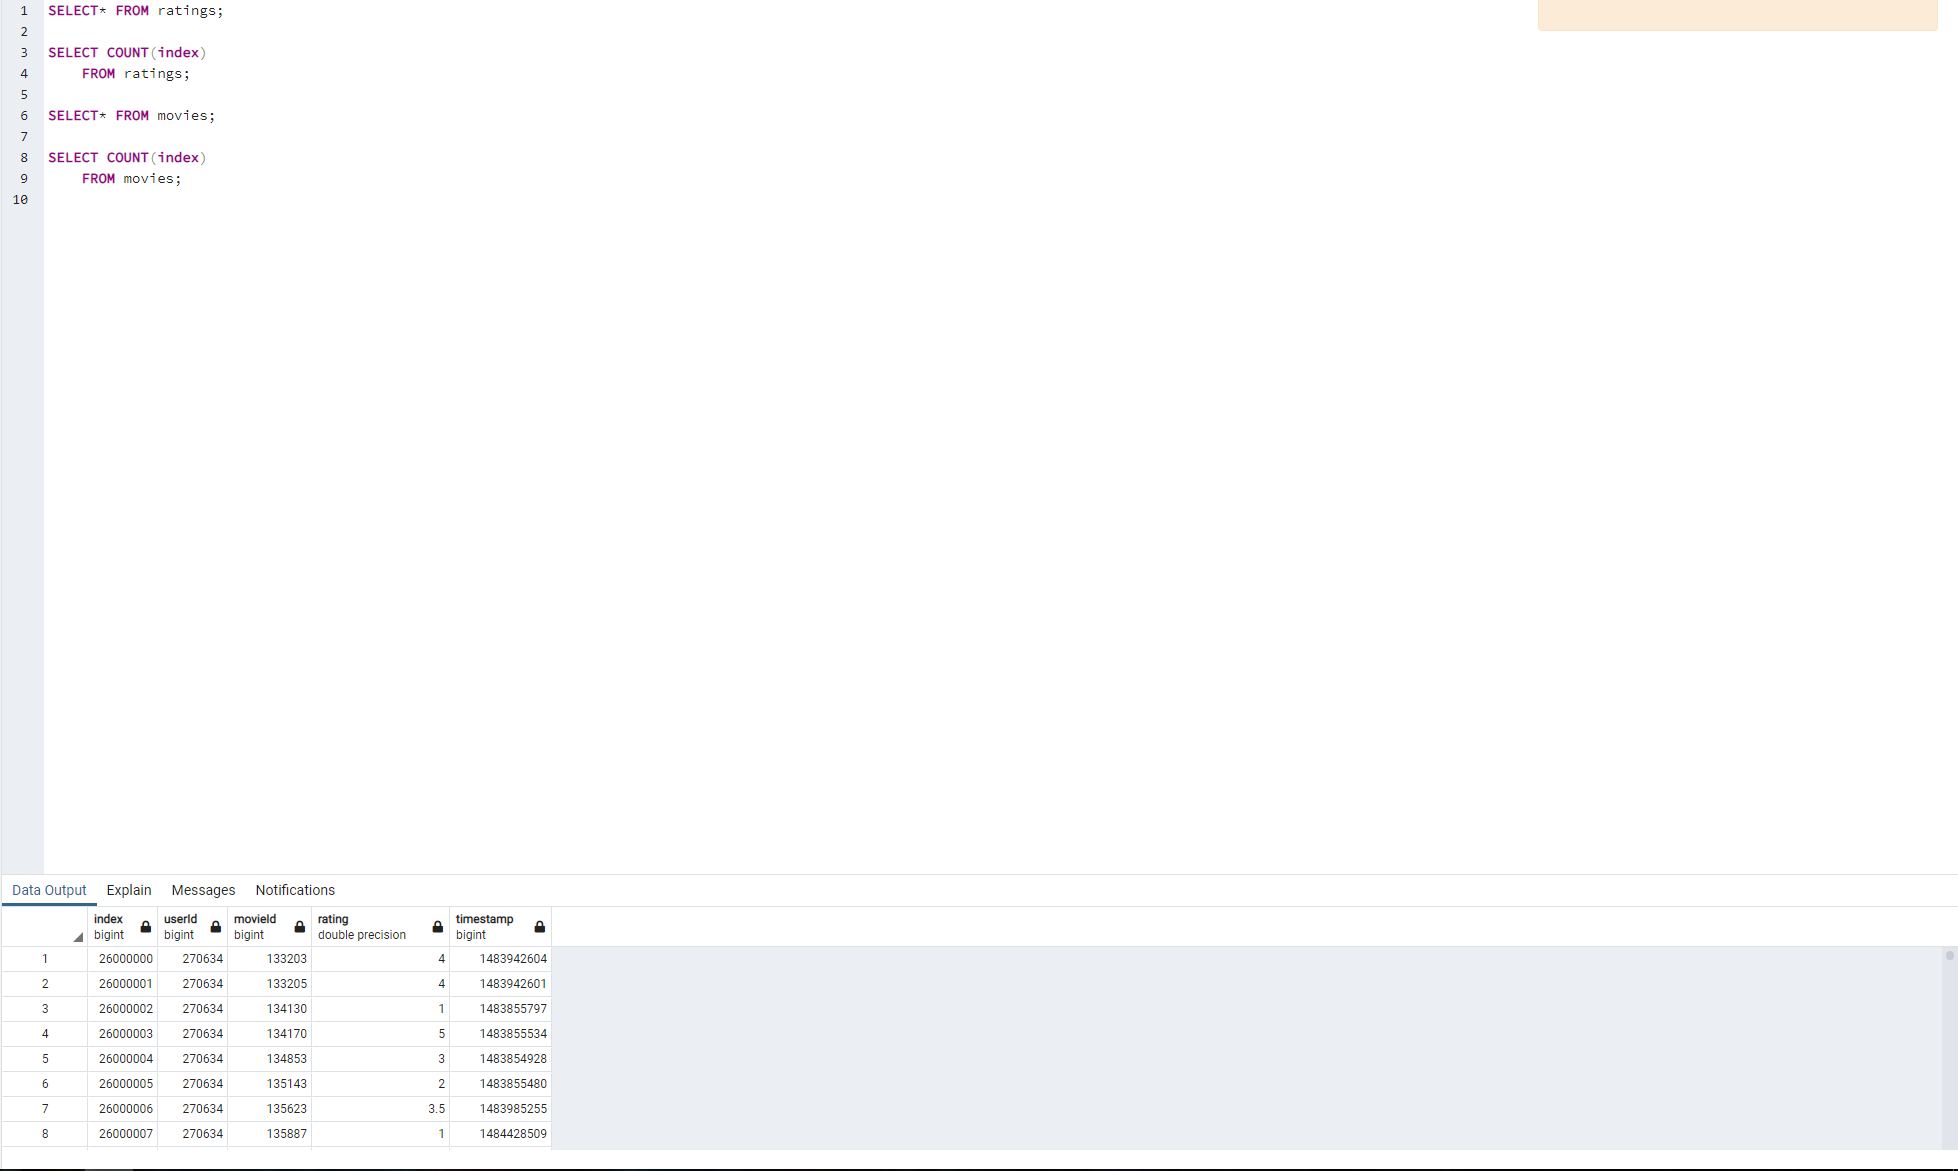 1 SELECT* FROM ratings;
2
3 SELECT COUNT(index)
4 FROM ratings;
5
6 SELECT* FROM movies;
7
8 SELECT COUNT(index)
9 FROM movies;
10
Data Output Explain Messages Notifications
index userId movieId rating timestamp
bigint bigint bigint double precision bigint
1 26000000 270634 133203 4 1483942604
2 26000001 270634 133205 4 1483942601
3 26000002 270634 134130 1 1483855797
4 26000003 270634 134170 5 1483855534
5 26000004 270634 134853 3 1483854928
6 26000005 270634 135143 2 1483855480
7 26000006 270634 135623 3.5 1483985255
8 26000007 270634 135887 1 1484428509